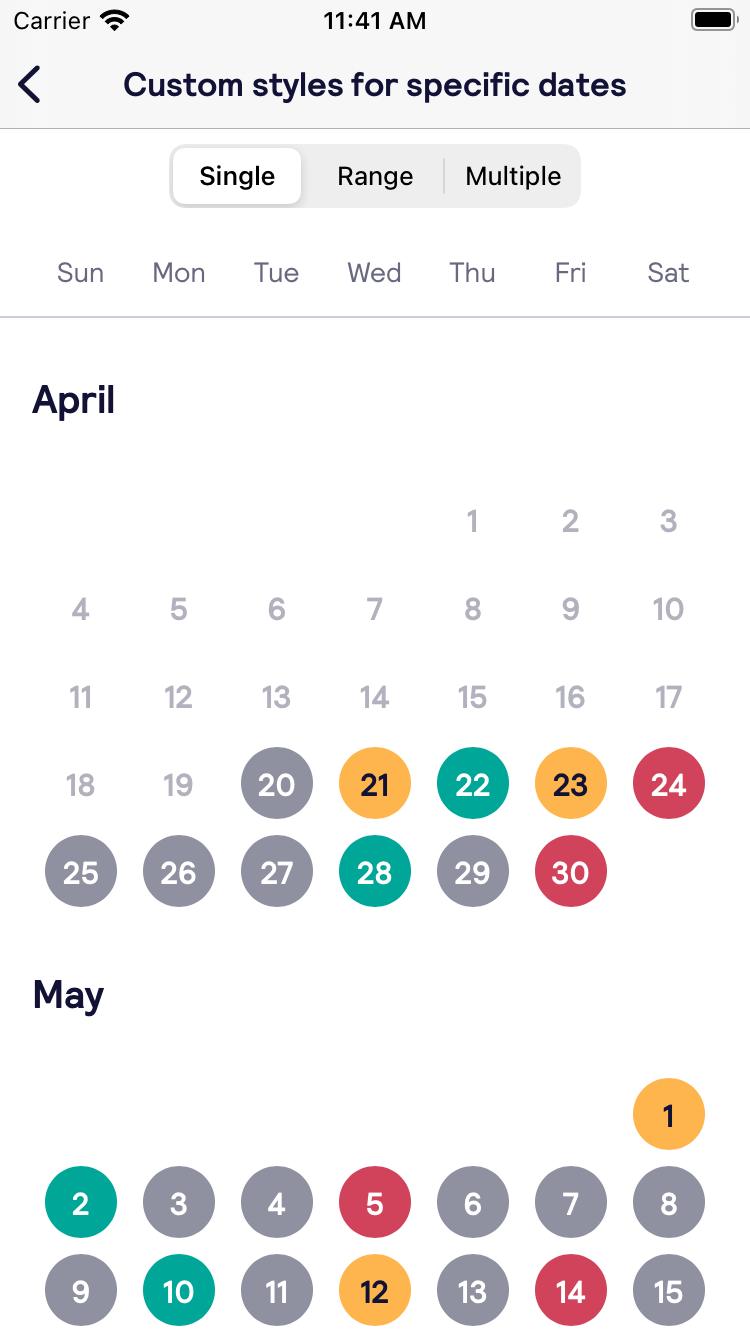 Carrier 11:41 AM
Custom styles for specific dates
Single Range Multiple
Sun Mon Tue Wed Thu Fri Sat
April
1 2 3
4 5 6 7 8 9 10
11 12 13 14 15 16 17
18 19 20 21 22 23 24
25 26 27 28 29 30
May
1
2 3 4 5 6 7 8
9 10 11 12 13 14 15